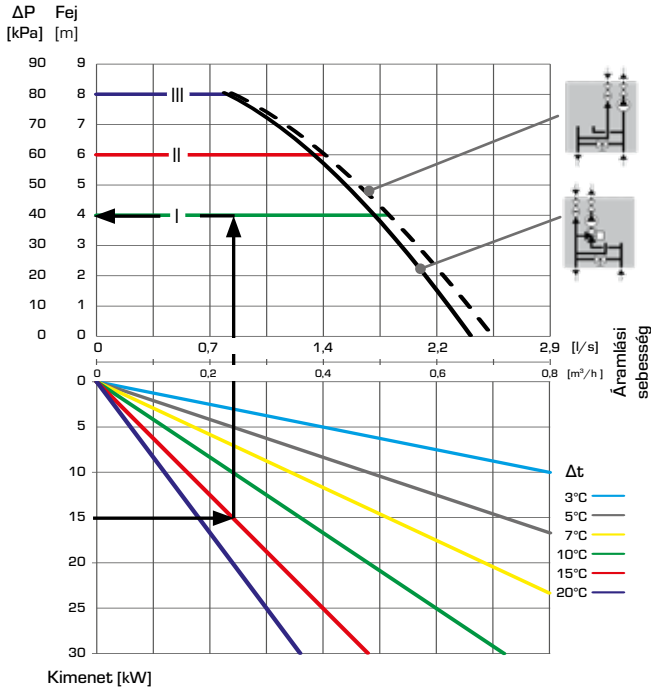 ΔP Fej
[kPa] [m]
90 9
80 8 III
70 7
60 6 II
50 5
40 4 I
30 3
20 2
10 1
0 0
0 0,7 1,4 2,2 2,9 [l/s]
0 0,2 0,4 0,6 0,8 [m³/h]
Áramlási
sebesség
0
5
10
15
20
25
30
Δt
3°C
5°C
7°C
10°C
15°C
20°C
Kimenet [kW]